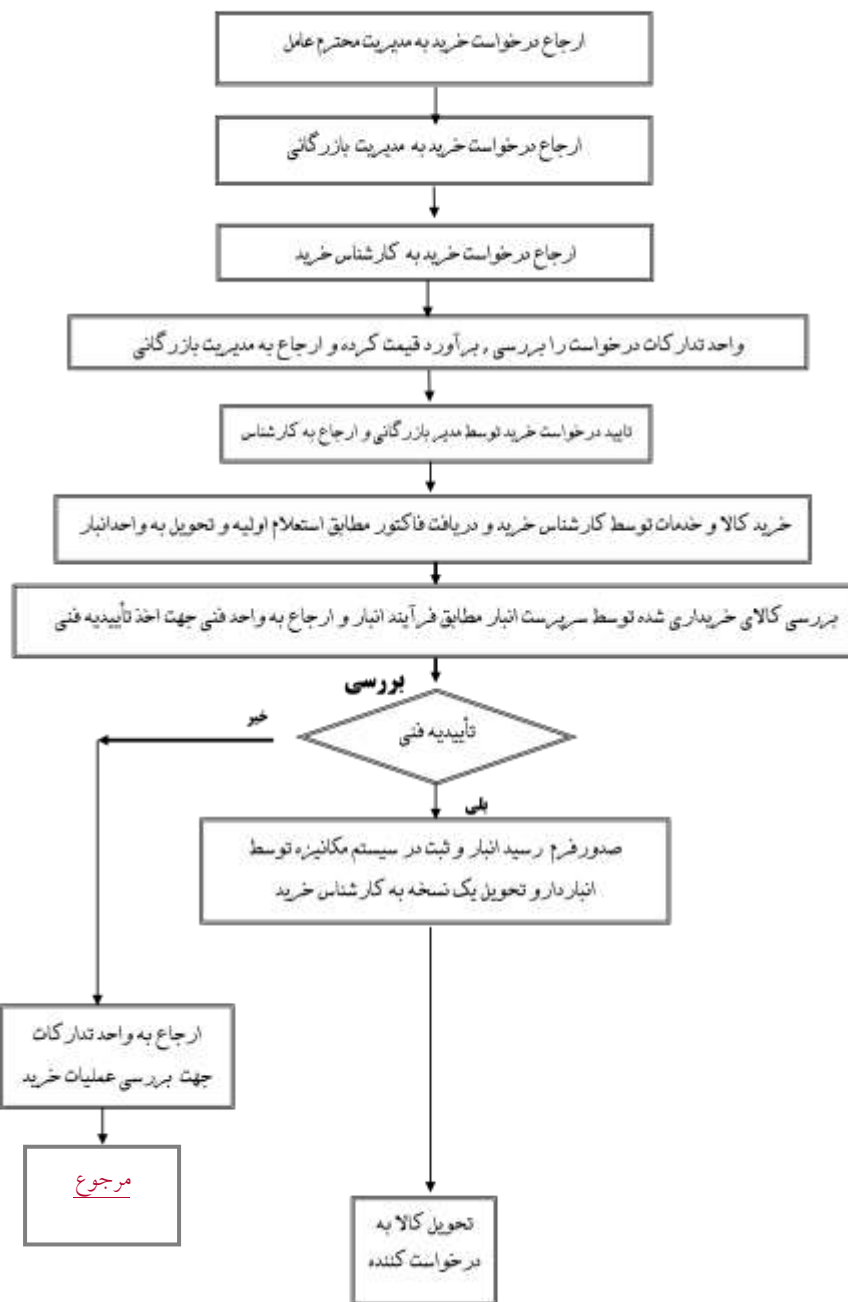 ارجاع درخواست خرید به مدیریت محترم عامل
ارجاع درخواست خرید به مدیریت بازرگانی
ارجاع درخواست خرید به کارشناس خرید
واحد تدارکات درخواست را بررسی , برآورد قیمت کرده و ارجاع به مدیریت بازرگانی
تایید درخواست خرید توسط مدیر بازرگانی و ارجاع به کارشناس
خرید کالا و خدمات توسط کارشناس خرید و دریافت فاکتور مطابق استعلام اولیه و تحویل به واحدانبار
بررسی کالای خریداری شده توسط سرپرست انبار مطابق فرآیند انبار و ارجاع به واحد فنی جهت اخذ تأییدیه فنی
بررسی
تأییدیه فنی
خیر
بلی
صدورفرم رسید انبار و ثبت در سیستم مکانیزه توسط
انباردارو تحویل یک نسخه به کارشناس خرید
ارجاع به واحد تدارکات
جهت بررسی عملیات خرید
مرجوع
تحویل کالا به
درخواست کننده